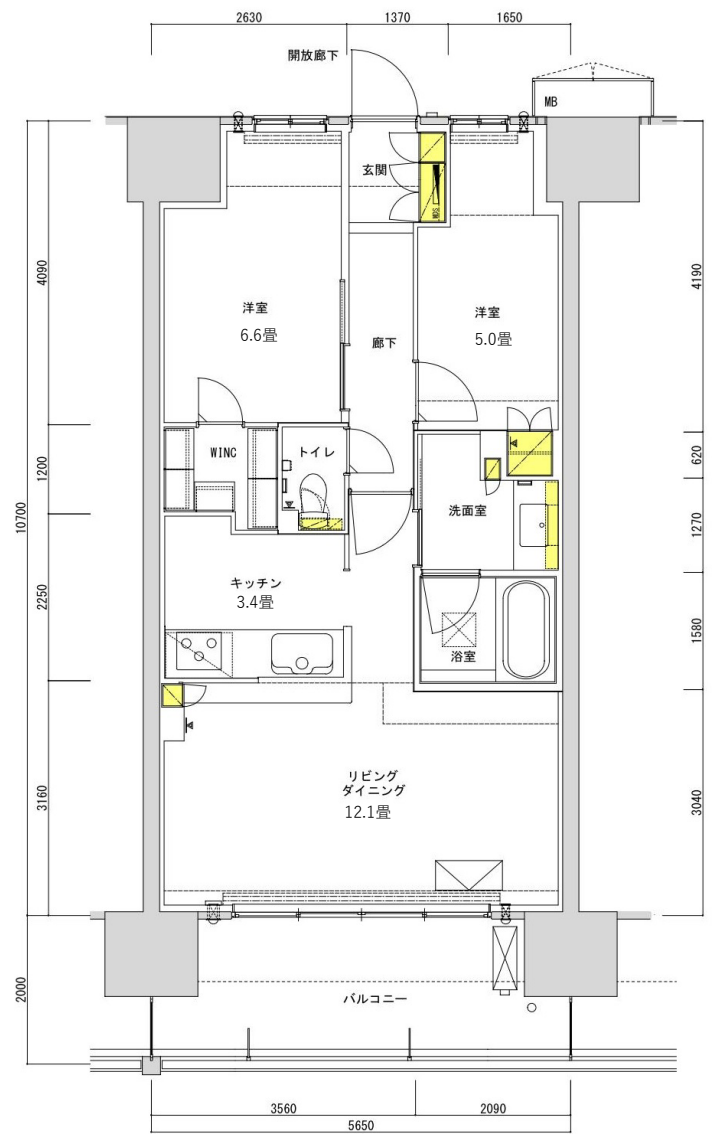 2630
1370
1650
開放廊下
MB
玄関
MDS
4090
4190
洋室
6.6畳
洋室
5.0畳
廊下
WINC
トイレ
1200
620
10700
洗面室
1270
キッチン
3.4畳
2250
1580
浴室
リビング
ダイニング
12.1畳
3160
3040
2000
バルコニー
3560
2090
5650